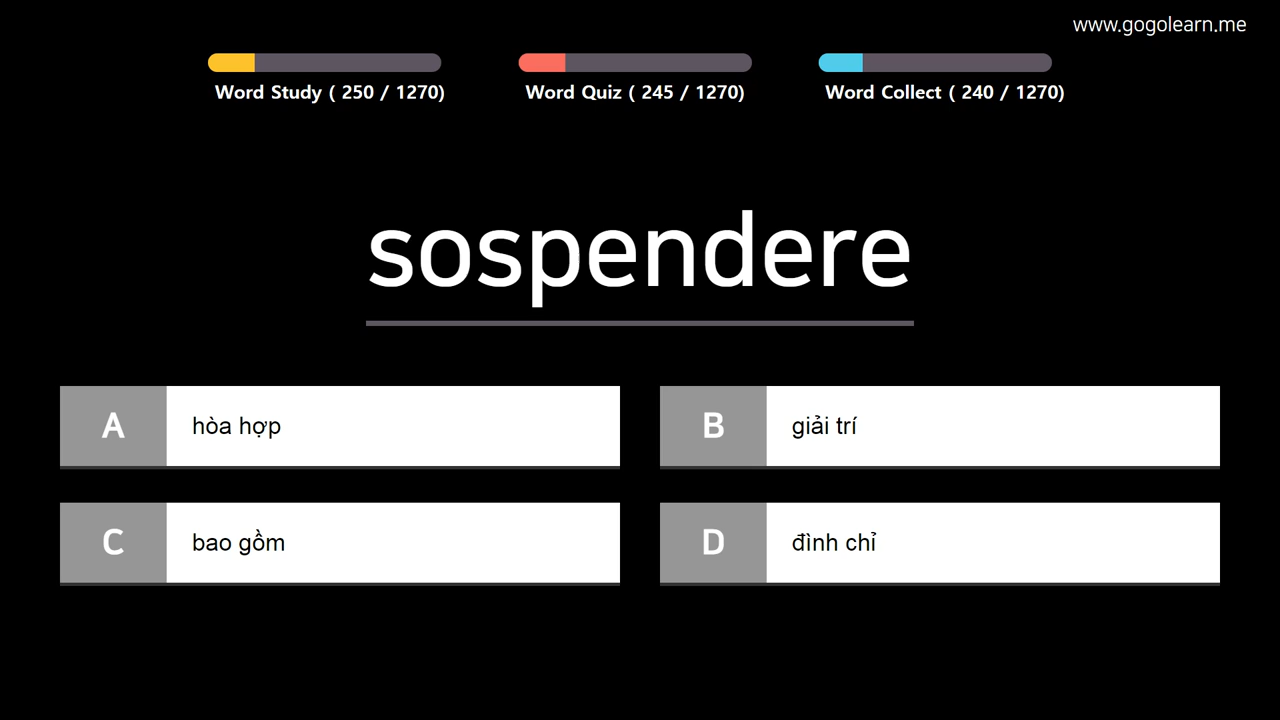 www.gogolearn.me
Word Study ( 250 / 1270)
Word Quiz ( 245 / 1270)
Word Collect ( 240 / 1270)
sospendere
A
hòa hợp
B
giải trí
C
bao gồm
D
đình chỉ